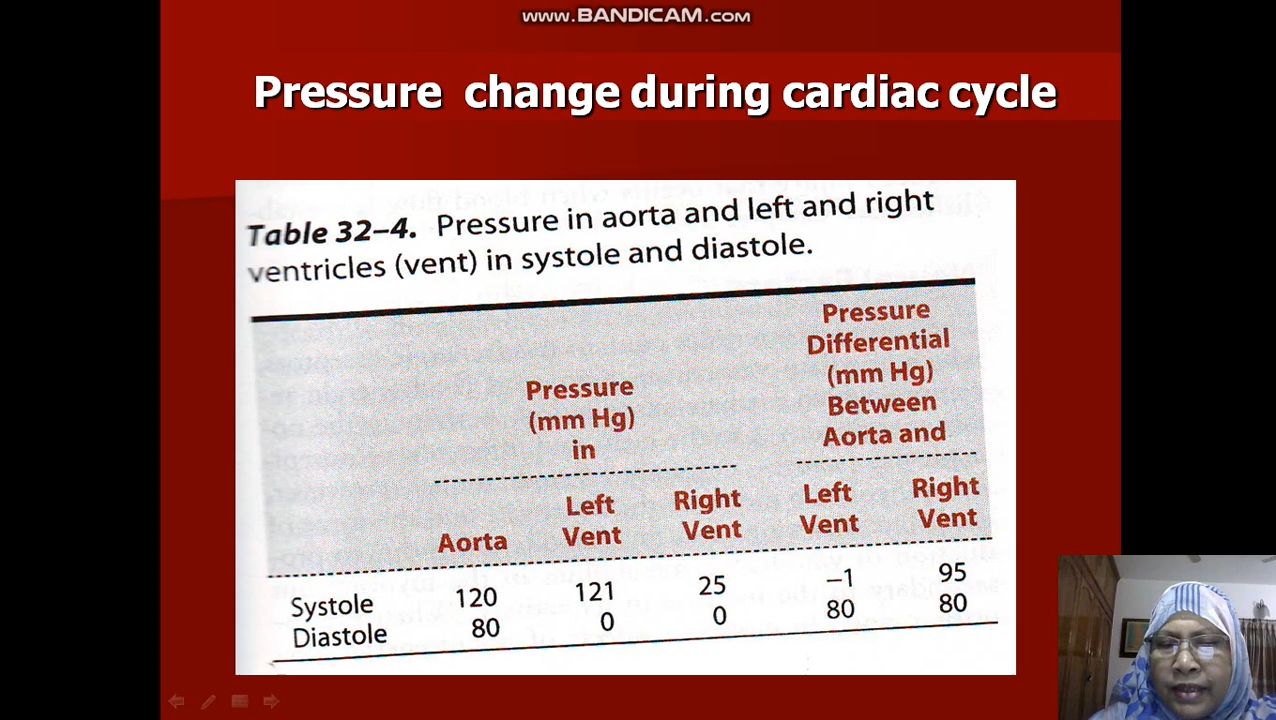 www.BANDICAM.com
Pressure change during cardiac cycle
Table 32–4. Pressure in aorta and left and right
ventricles (vent) in systole and diastole.
Pressure
(mm Hg)
in
Pressure
Differential
(mm Hg)
Between
Aorta and
Aorta Left Vent Right Vent Left Vent Right Vent
Systole 120 121 25 –1 95
Diastole 80 0 0 80 80